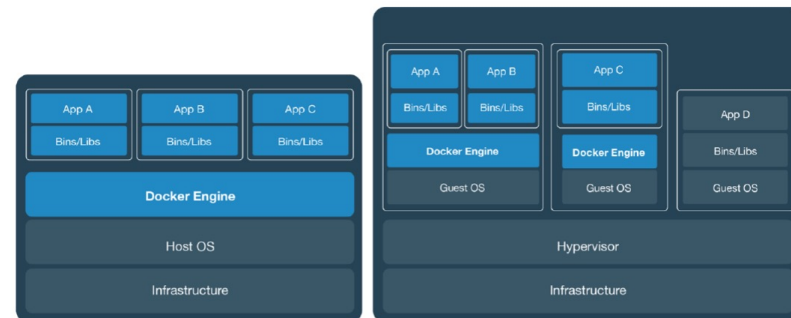 App A
App B
App C
Bins/Libs
Bins/Libs
Bins/Libs
Docker Engine
Host OS
Infrastructure
App A
App B
Bins/Libs
Bins/Libs
Docker Engine
Guest OS
App C
Bins/Libs
Docker Engine
Guest OS
App D
Bins/Libs
Guest OS
Hypervisor
Infrastructure